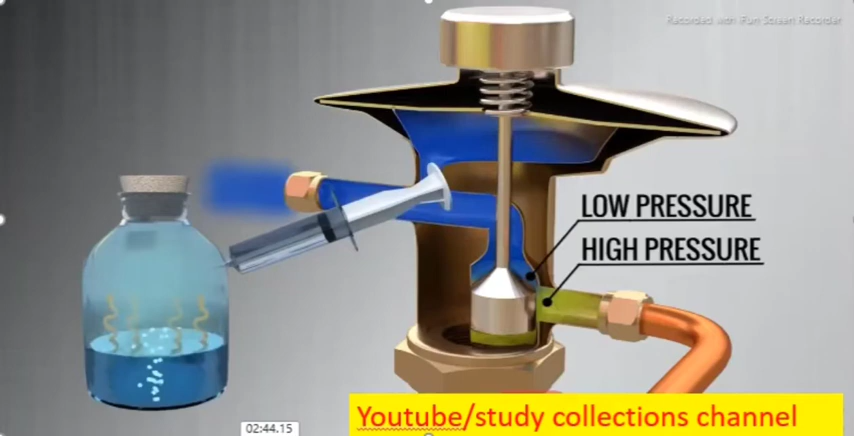 Recorded with iFun Screen Recorder
LOW PRESSURE
HIGH PRESSURE
Youtube/study collections channel
02:44.15